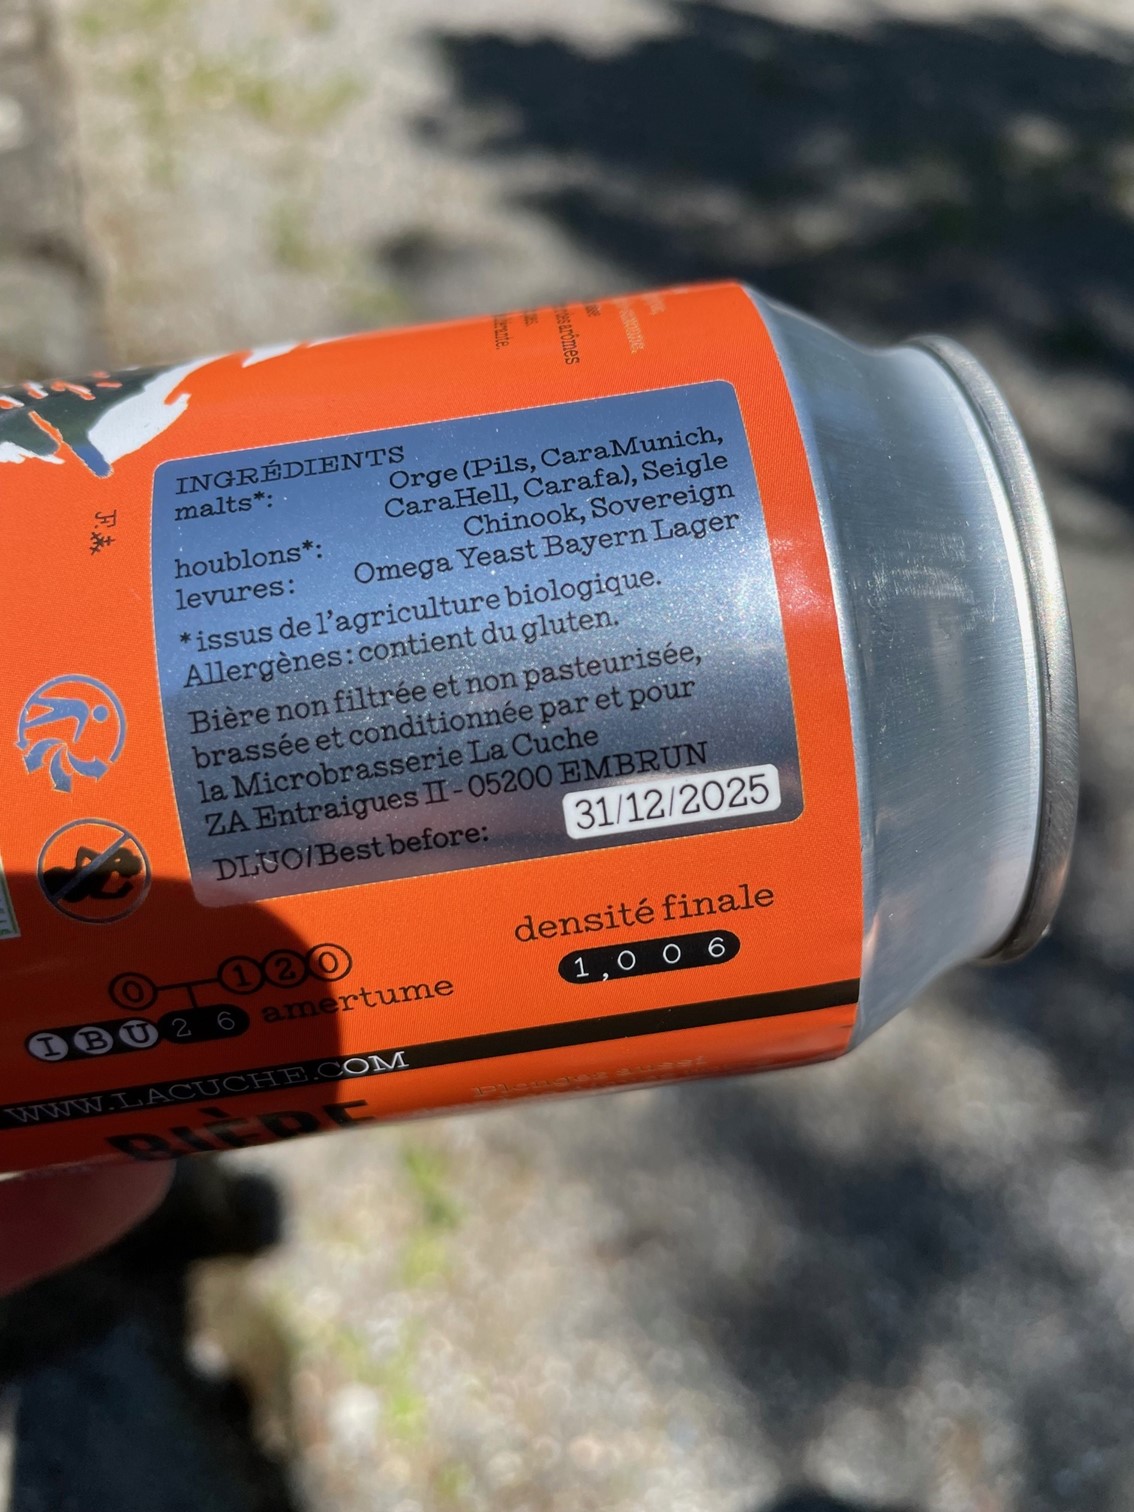 arômes
INGRÉDIENTS
malts*: Orge (Pils, CaraMunich,
CaraHell, Carafa), Seigle
houblons*: Chinook, Sovereign
levures: Omega Yeast Bayern Lager
*issus de l'agriculture biologique.
Allergènes: contient du gluten.
Bière non filtrée et non pasteurisée,
brassée et conditionnée par et pour
la Microbrasserie La Cuche
ZA Entraigues II - 05200 EMBRUN
DLUO/Best before: 31/12/2025
densité finale
1,006
0 120
IBU 26 amertume
WWW.LACUCHE.COM
BIÈRE